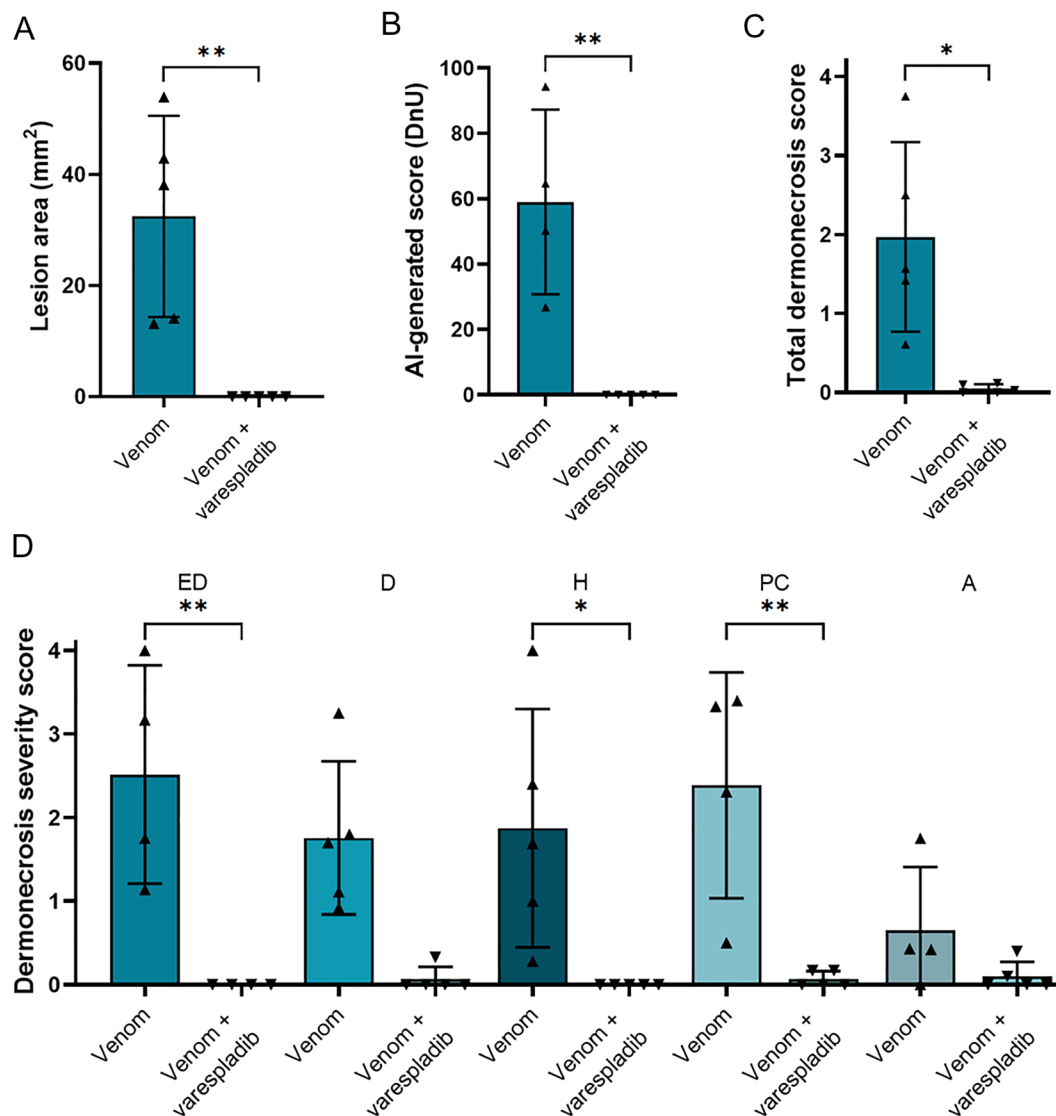 A
**
Lesion area (mm²)
60
40
20
0
Venom
Venom +
varespladib
B
**
AI-generated score (DnU)
100
80
60
40
20
0
Venom
Venom +
varespladib
C
*
Total dermonecrosis score
4
3
2
1
0
Venom
Venom +
varespladib
D
ED
D
H
PC
A
**
*
**
Dermonecrosis severity score
4
3
2
1
0
Venom
Venom +
varespladib
Venom
Venom +
varespladib
Venom
Venom +
varespladib
Venom
Venom +
varespladib
Venom
Venom +
varespladib